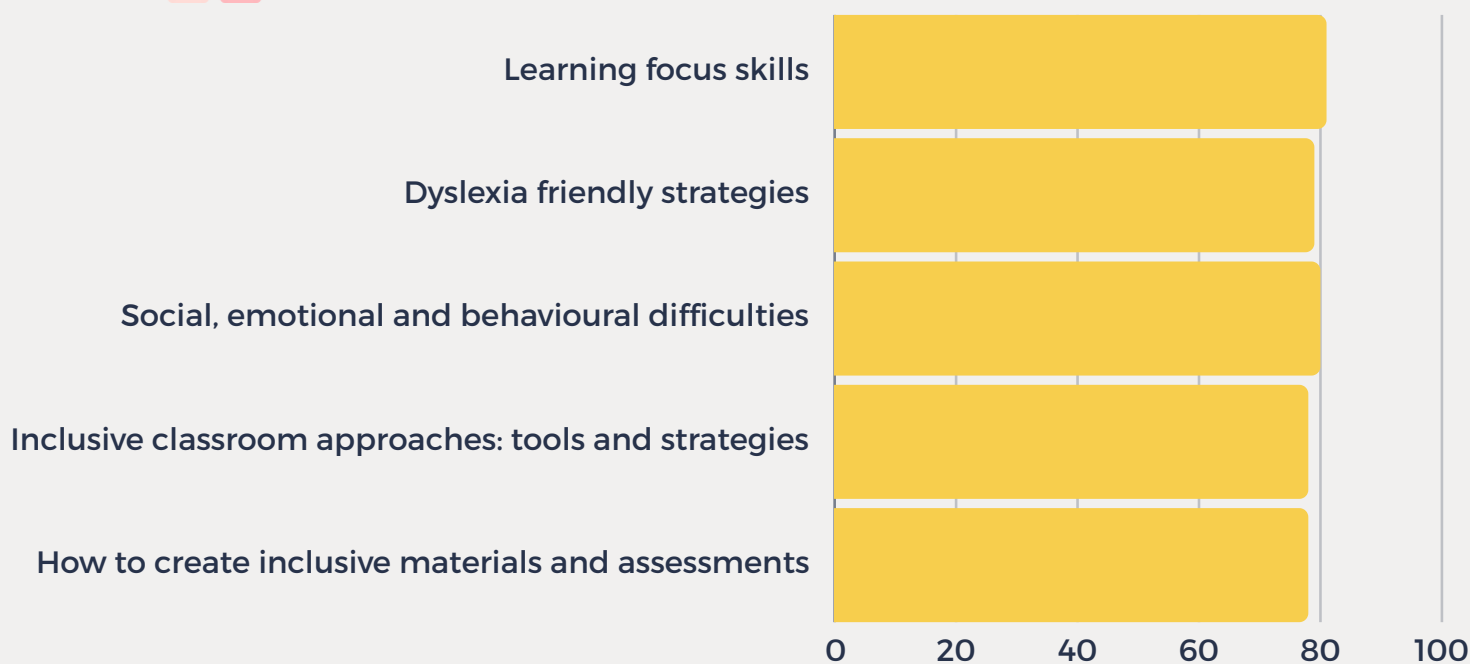 Learning focus skills
Dyslexia friendly strategies
Social, emotional and behavioural difficulties
Inclusive classroom approaches: tools and strategies
How to create inclusive materials and assessments
0 20 40 60 80 100